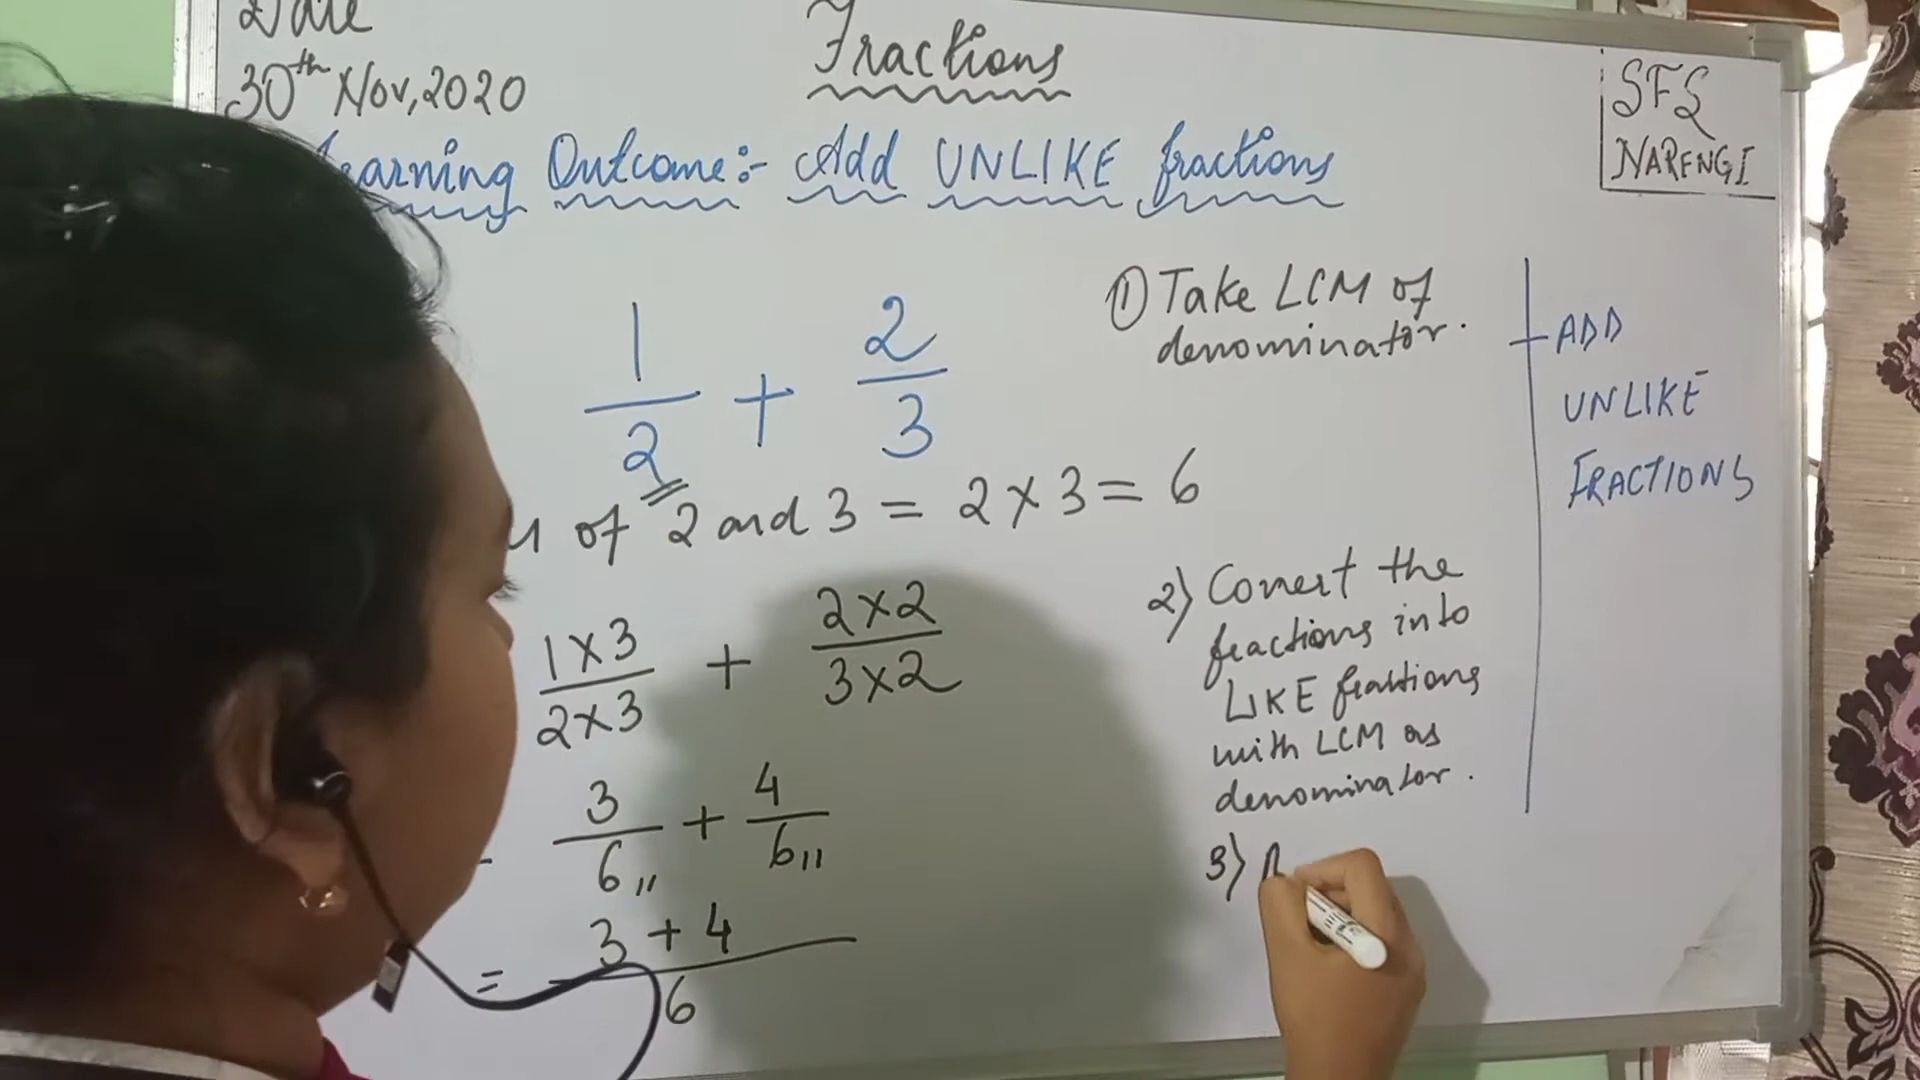 Date
30th Nov, 2020
Fractions
SFS
NARENGI
Learning Outcome:- Add UNLIKE fractions
1/2 + 2/3
① Take LCM of
denominator.
ADD
UNLIKE
FRACTIONS
of 2 and 3 = 2 × 3 = 6
1×3/2×3 + 2×2/3×2
3/6 + 4/6
= 3 + 4/6
2) Convert the
fractions into
LIKE fractions
with LCM as
denominator.
3)